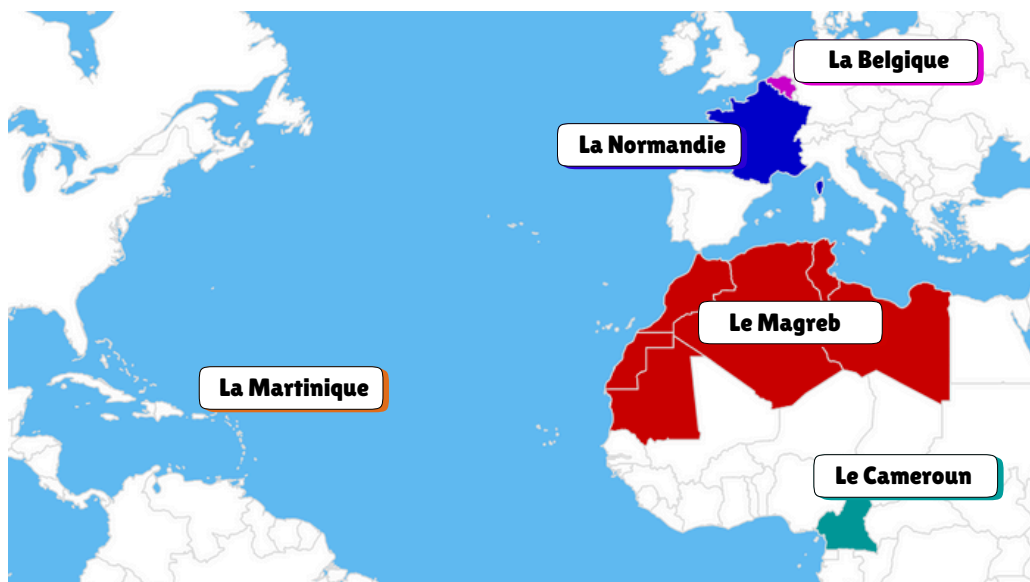 La Belgique
La Normandie
Le Magreb
La Martinique
Le Cameroun